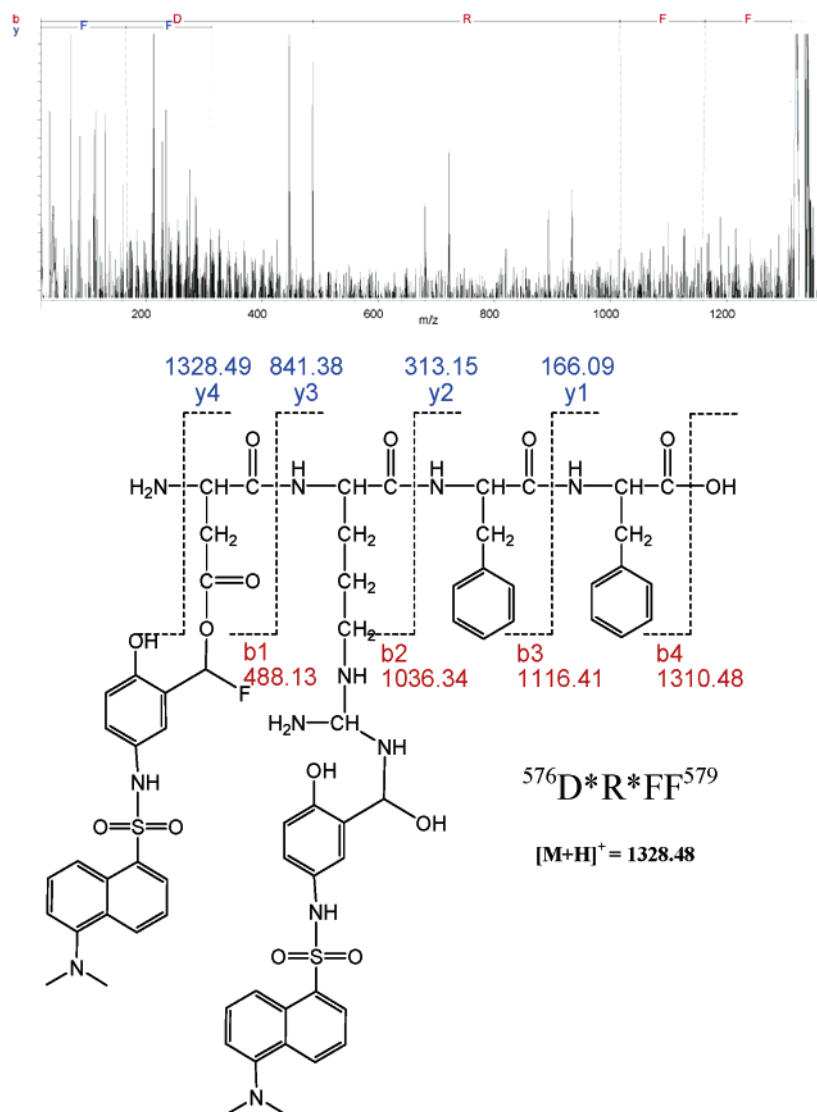 b D R F F
y F F
200 400 600 800 1000 1200
m/z
1328.49 841.38 313.15 166.09
y4 y3 y2 y1
O O O O
H H H
H₂N CH C N CH C N CH C N CH C OH
CH₂ CH₂ CH₂ CH₂
C O CH₂
OH O CH₂
b1 b2 b3 b4
488.13 1036.34 1116.41 1310.48
F NH
H₂N CH NH
NH OH
OH
O S O
⁵⁷⁶D*R*FF⁵⁷⁹
[M+H]⁺ = 1328.48
NH
N
O S O
N